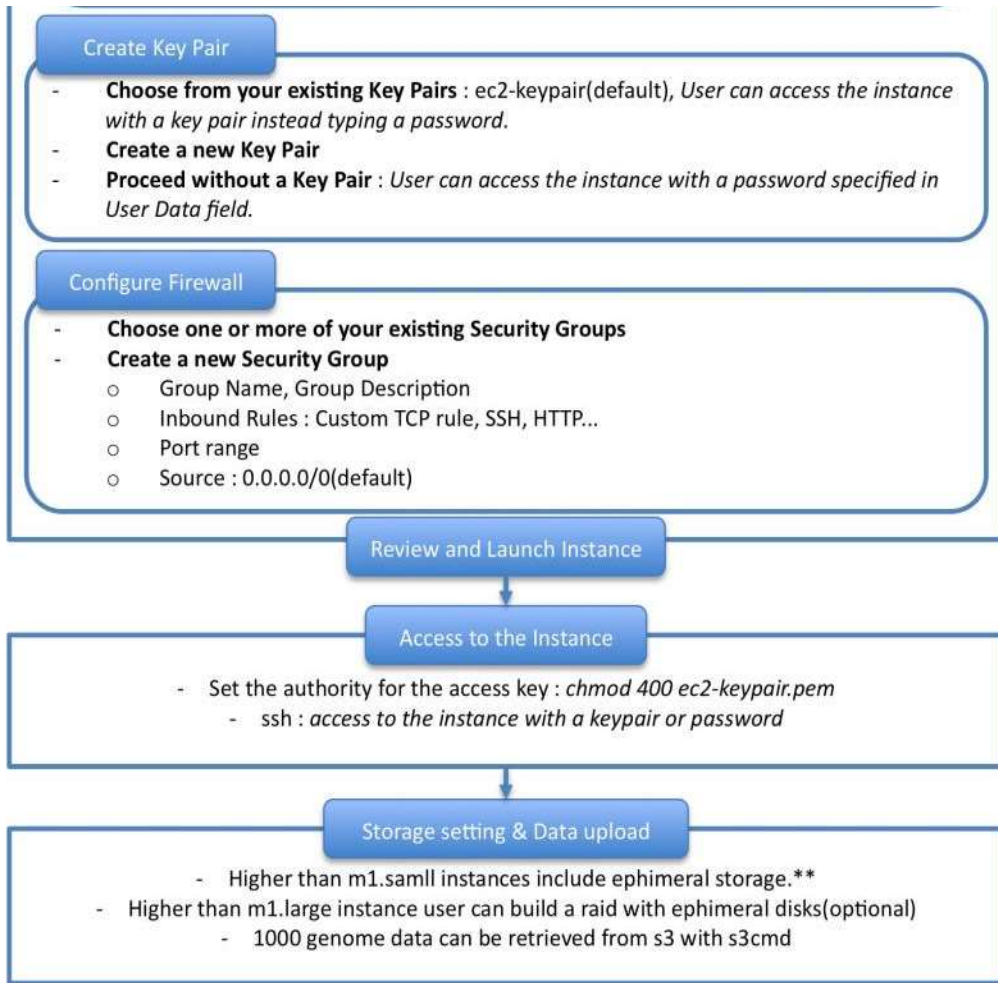 Create Key Pair
- Choose from your existing Key Pairs : ec2-keypair(default), User can access the instance
with a key pair instead typing a password.
- Create a new Key Pair
- Proceed without a Key Pair : User can access the instance with a password specified in
User Data field.
Configure Firewall
- Choose one or more of your existing Security Groups
- Create a new Security Group
o Group Name, Group Description
o Inbound Rules : Custom TCP rule, SSH, HTTP...
o Port range
o Source : 0.0.0.0/0(default)
Review and Launch Instance
Access to the Instance
- Set the authority for the access key : chmod 400 ec2-keypair.pem
- ssh : access to the instance with a keypair or password
Storage setting & Data upload
- Higher than m1.samll instances include ephimeral storage.**
- Higher than m1.large instance user can build a raid with ephimeral disks(optional)
- 1000 genome data can be retrieved from s3 with s3cmd